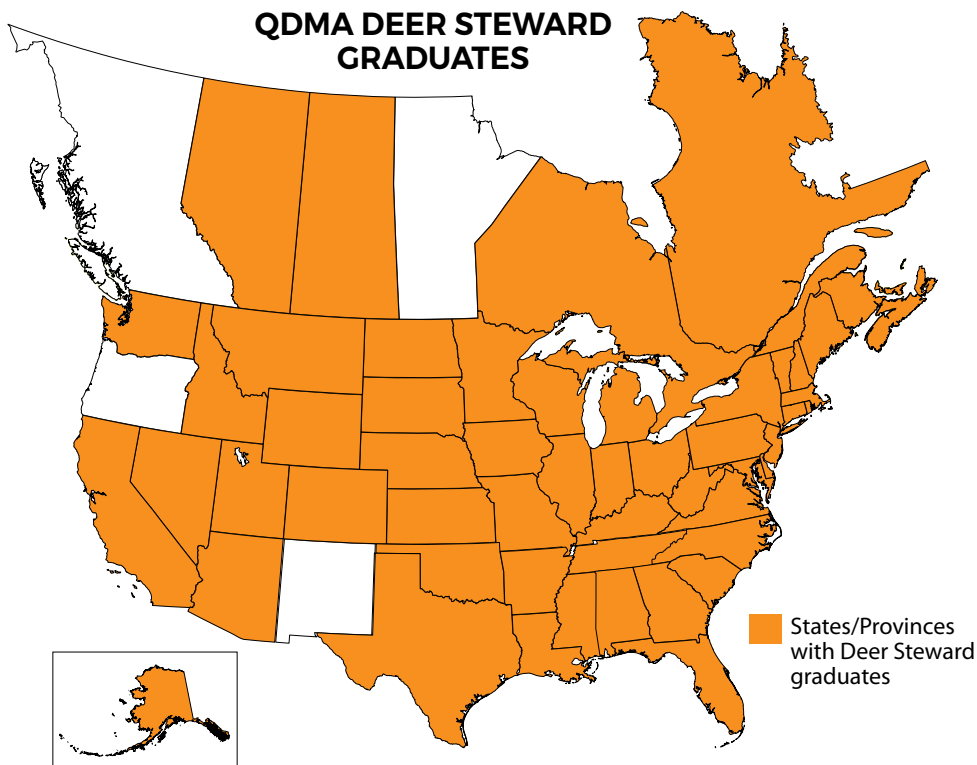 QDMA DEER STEWARD
GRADUATES
States/Provinces
with Deer Steward
graduates